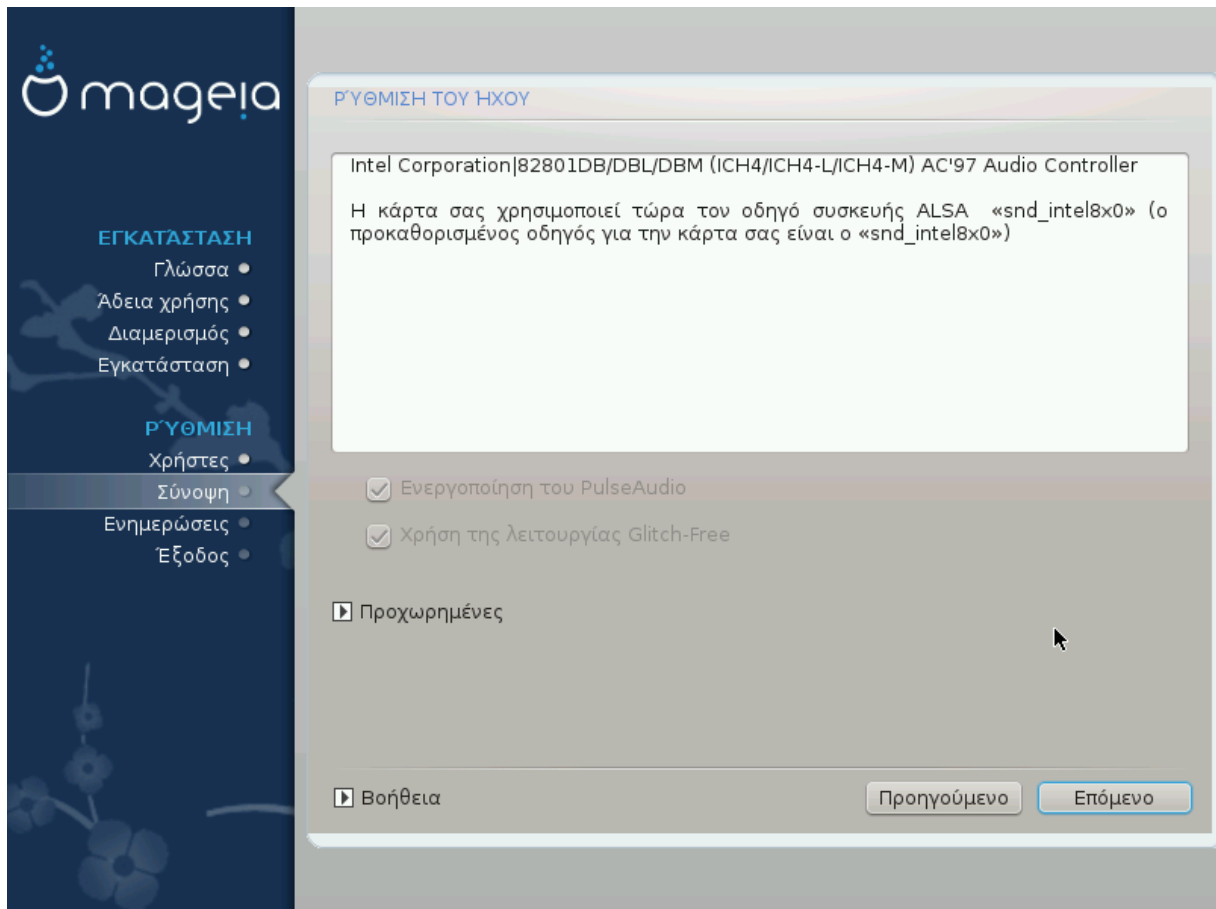 mageia
ΕΓΚΑΤΆΣΤΑΣΗ
Γλώσσα
Άδεια χρήσης
Διαμερισμός
Εγκατάσταση
ΡΎΘΜΙΣΗ
Χρήστες
Σύνοψη
Ενημερώσεις
Έξοδος
ΡΎΘΜΙΣΗ ΤΟΥ ΉΧΟΥ
Intel Corporation|82801DB/DBL/DBM (ICH4/ICH4-L/ICH4-M) AC'97 Audio Controller
Η κάρτα σας χρησιμοποιεί τώρα τον οδηγό συσκευής ALSA «snd_intel8x0» (ο
προκαθορισμένος οδηγός για την κάρτα σας είναι ο «snd_intel8x0»)
Ενεργοποίηση του PulseAudio
Χρήση της λειτουργίας Glitch-Free
Προχωρημένες
Βοήθεια
Προηγούμενο
Επόμενο